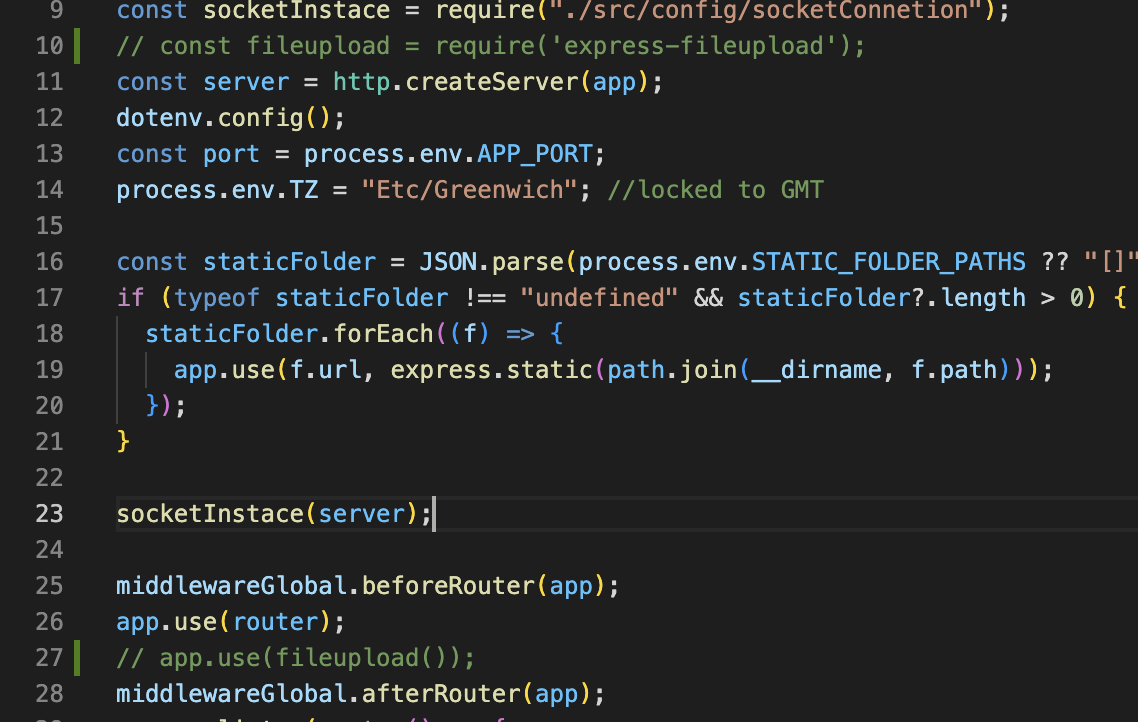 9 const socketInstace = require("./src/config/socketConnetion");
10 // const fileupload = require('express-fileupload');
11 const server = http.createServer(app);
12 dotenv.config();
13 const port = process.env.APP_PORT;
14 process.env.TZ = "Etc/Greenwich"; //locked to GMT
15
16 const staticFolder = JSON.parse(process.env.STATIC_FOLDER_PATHS ?? "[]"
17 if (typeof staticFolder !== "undefined" && staticFolder?.length > 0) {
18 staticFolder.forEach((f) => {
19 app.use(f.url, express.static(path.join(__dirname, f.path)));
20 });
21 }
22
23 socketInstace(server);
24
25 middlewareGlobal.beforeRouter(app);
26 app.use(router);
27 // app.use(fileupload());
28 middlewareGlobal.afterRouter(app);